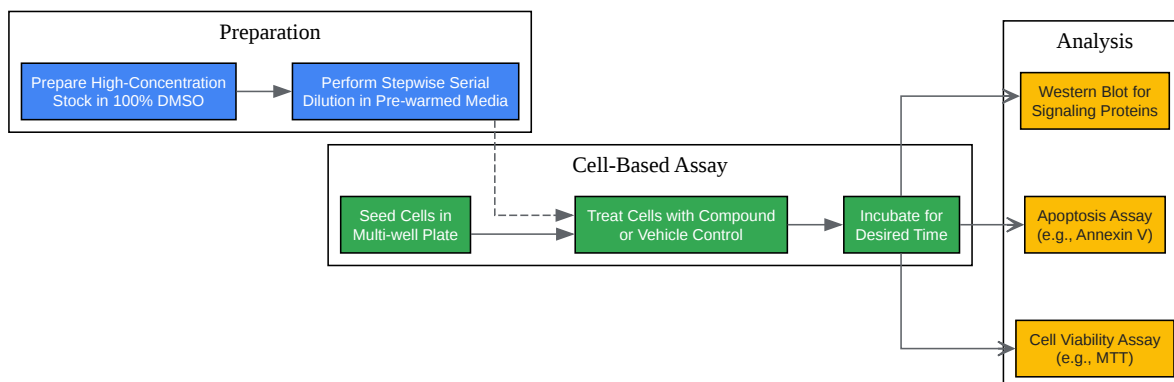 Preparation
Prepare High-Concentration
Stock in 100% DMSO
Perform Stepwise Serial
Dilution in Pre-warmed Media
Cell-Based Assay
Seed Cells in
Multi-well Plate
Treat Cells with Compound
or Vehicle Control
Incubate for
Desired Time
Analysis
Western Blot for
Signaling Proteins
Apoptosis Assay
(e.g., Annexin V)
Cell Viability Assay
(e.g., MTT)